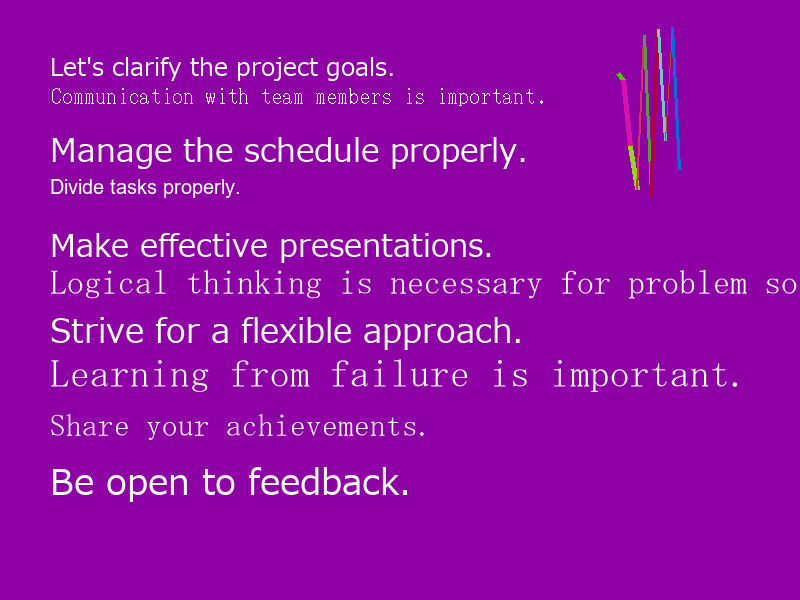 Let's clarify the project goals.
Communication with team members is important.
Manage the schedule properly.
Divide tasks properly.
Make effective presentations.
Logical thinking is necessary for problem so
Strive for a flexible approach.
Learning from failure is important.
Share your achievements.
Be open to feedback.